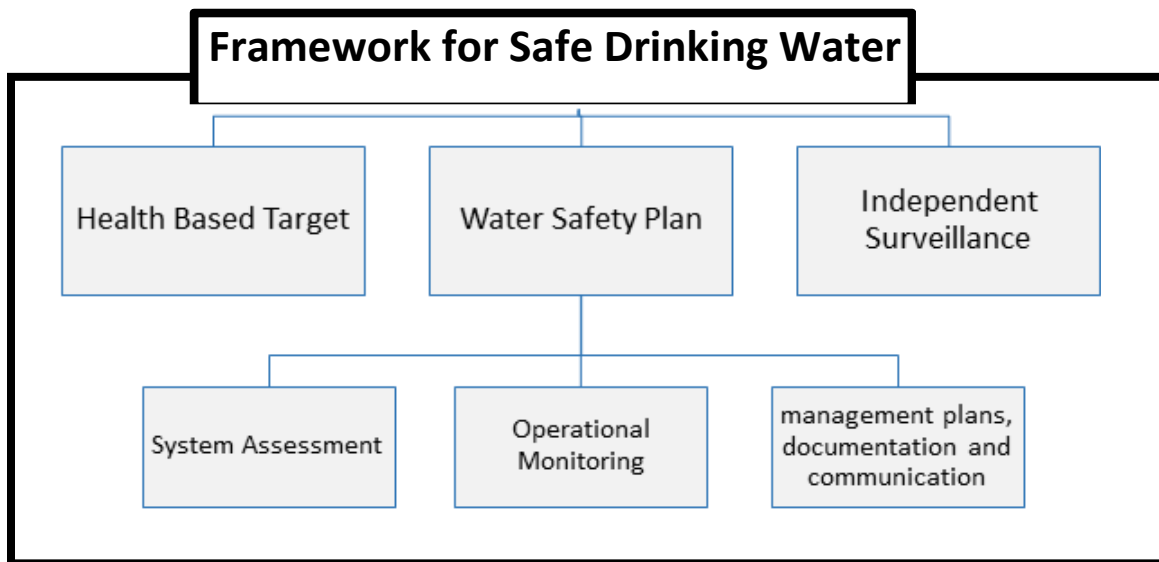 Framework for Safe Drinking Water
Health Based Target
Water Safety Plan
Independent
Surveillance
System Assessment
Operational
Monitoring
management plans,
documentation and
communication